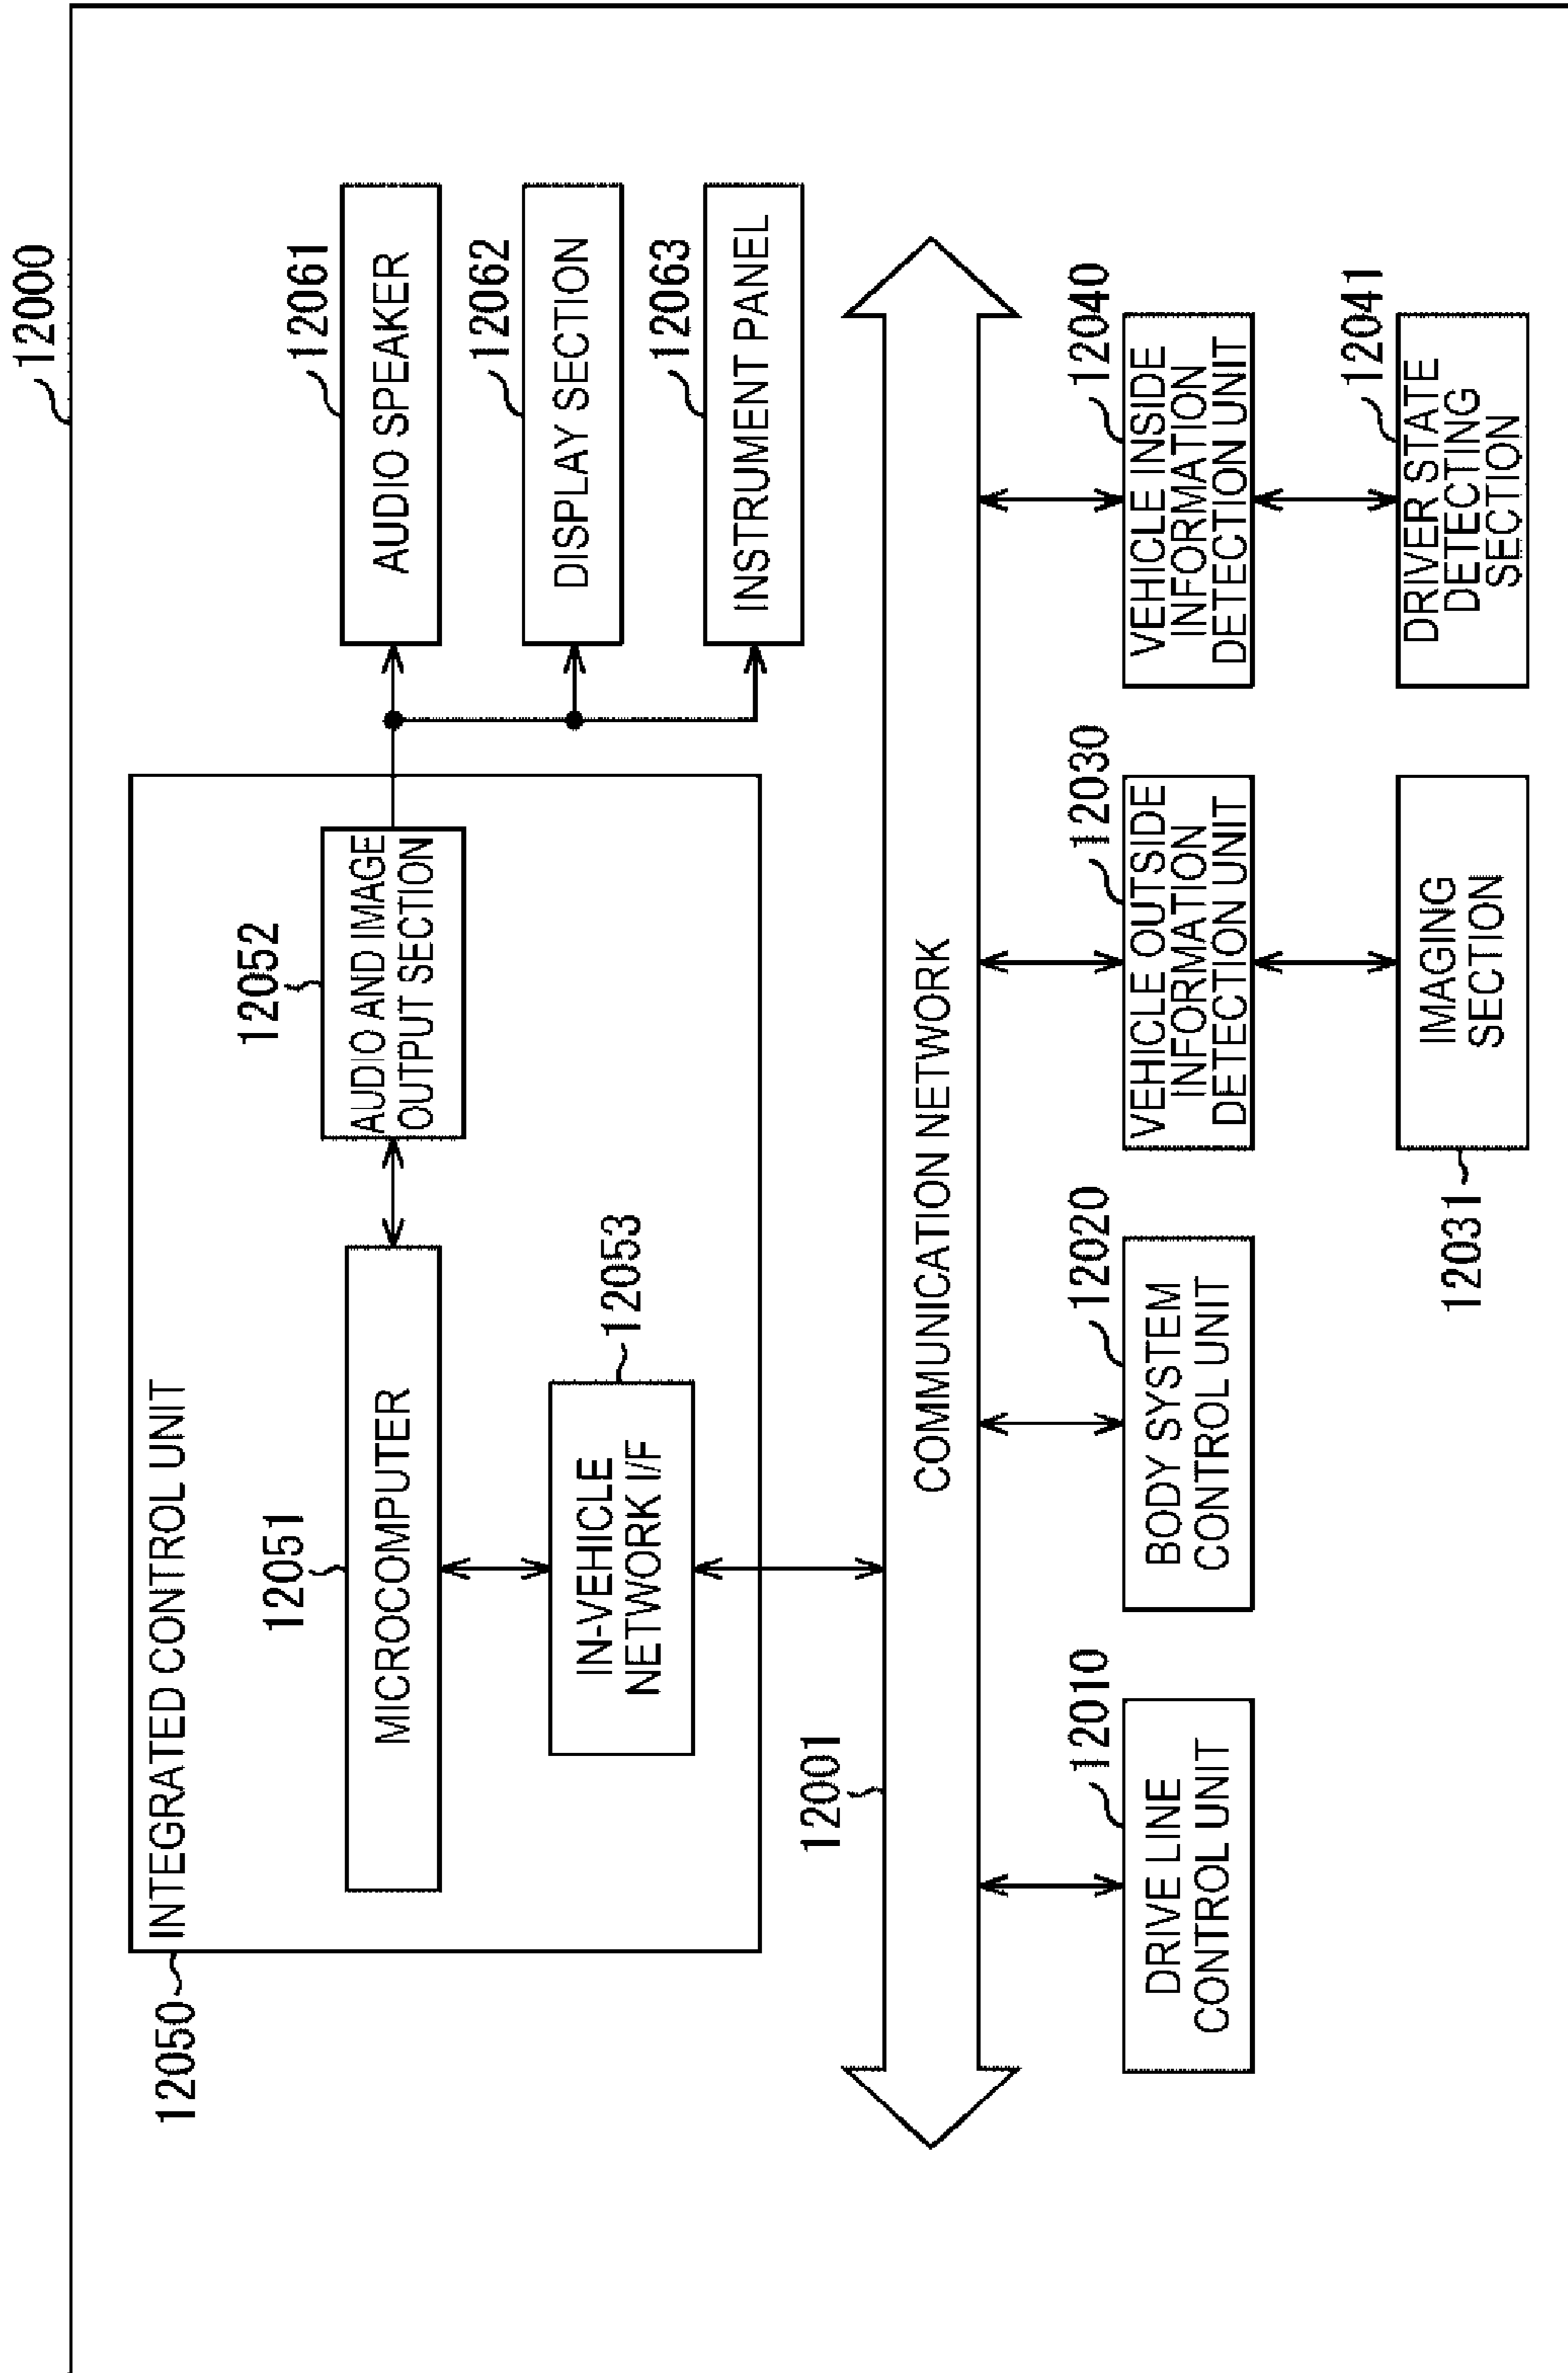 12000
12050
INTEGRATED CONTROL UNIT
12051
MICROCOMPUTER
12052
AUDIO AND IMAGE
OUTPUT SECTION
12053
IN-VEHICLE
NETWORK I/F
12061
AUDIO SPEAKER
12062
DISPLAY SECTION
12063
INSTRUMENT PANEL
12001
COMMUNICATION NETWORK
12010
DRIVE LINE
CONTROL UNIT
12020
BODY SYSTEM
CONTROL UNIT
12030
VEHICLE OUTSIDE
INFORMATION
DETECTION UNIT
12040
VEHICLE INSIDE
INFORMATION
DETECTION UNIT
12031
IMAGING
SECTION
12041
DRIVER STATE
DETECTING
SECTION